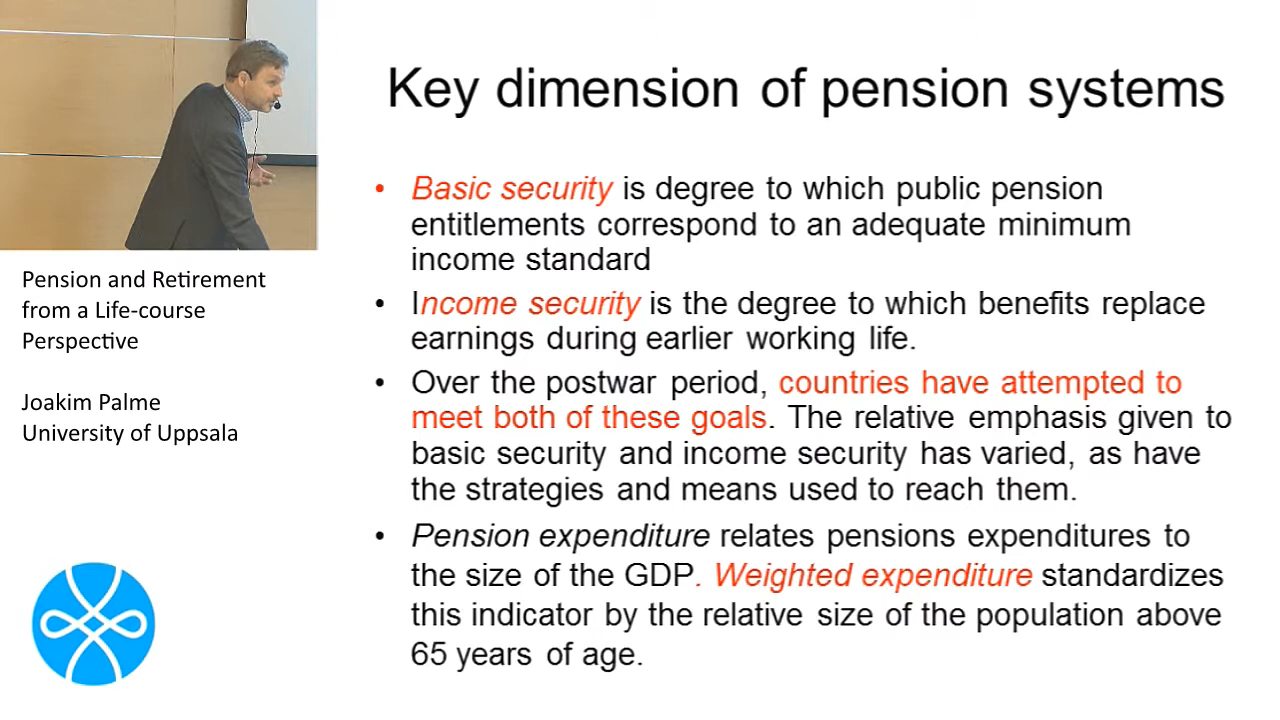 Key dimension of pension systems
• Basic security is degree to which public pension
entitlements correspond to an adequate minimum
income standard
• Income security is the degree to which benefits replace
earnings during earlier working life.
• Over the postwar period, countries have attempted to
meet both of these goals. The relative emphasis given to
basic security and income security has varied, as have
the strategies and means used to reach them.
• Pension expenditure relates pensions expenditures to
the size of the GDP. Weighted expenditure standardizes
this indicator by the relative size of the population above
65 years of age.
Pension and Retirement
from a Life-course
Perspective
Joakim Palme
University of Uppsala